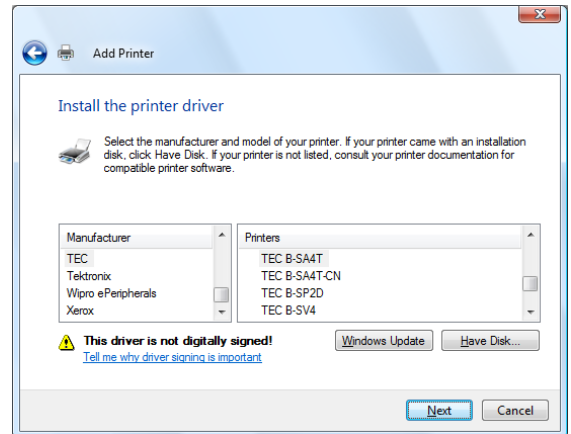 Add Printer
Install the printer driver
Select the manufacturer and model of your printer. If your printer came with an installation
disk, click Have Disk. If your printer is not listed, consult your printer documentation for
compatible printer software.
Manufacturer
TEC
Tektronix
Wipro ePeripherals
Xerox
Printers
TEC B-SA4T
TEC B-SA4T-CN
TEC B-SP2D
TEC B-SV4
This driver is not digitally signed!
Tell me why driver signing is important
Windows Update
Have Disk...
Next
Cancel